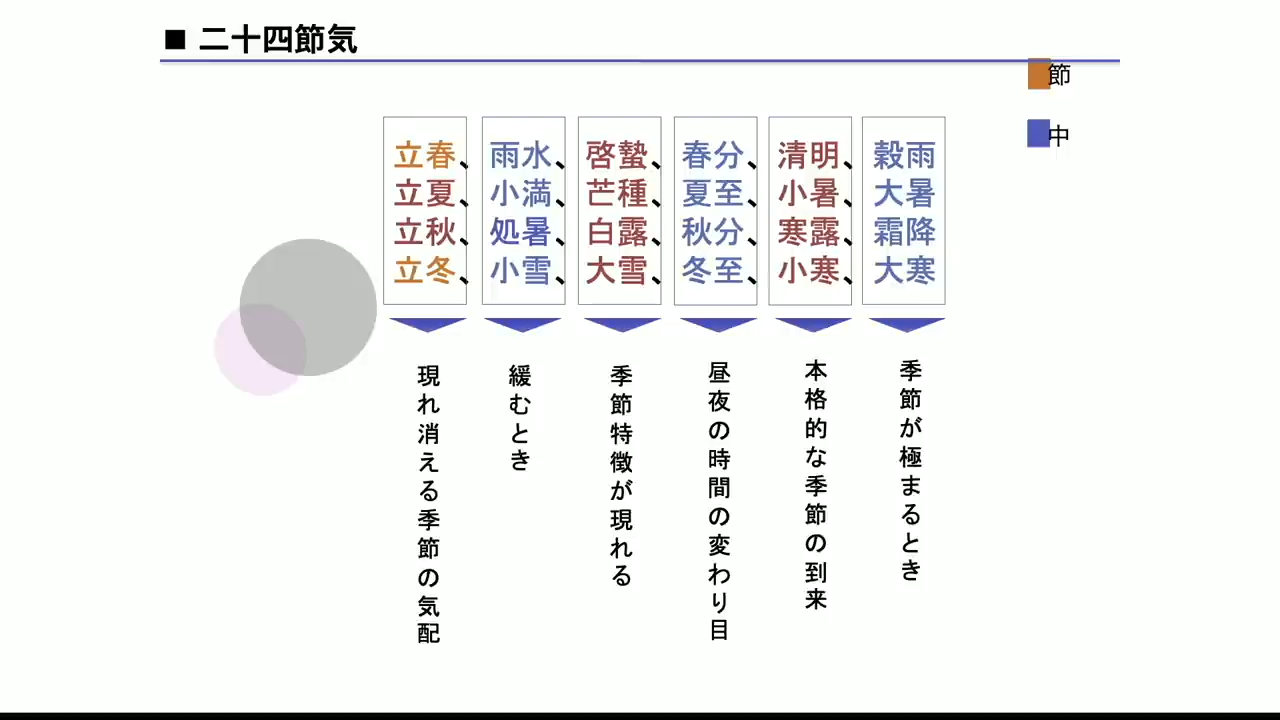 ■ 二十四節気
節
中
立春、雨水、啓蟄、春分、清明、穀雨
立夏、小満、芒種、夏至、小暑、大暑
立秋、処暑、白露、秋分、寒露、霜降
立冬、小雪、大雪、冬至、小寒、大寒
現れ消える季節の気配
緩むとき
季節特徴が現れる
昼夜の時間の変わり目
本格的な季節の到来
季節が極まるとき